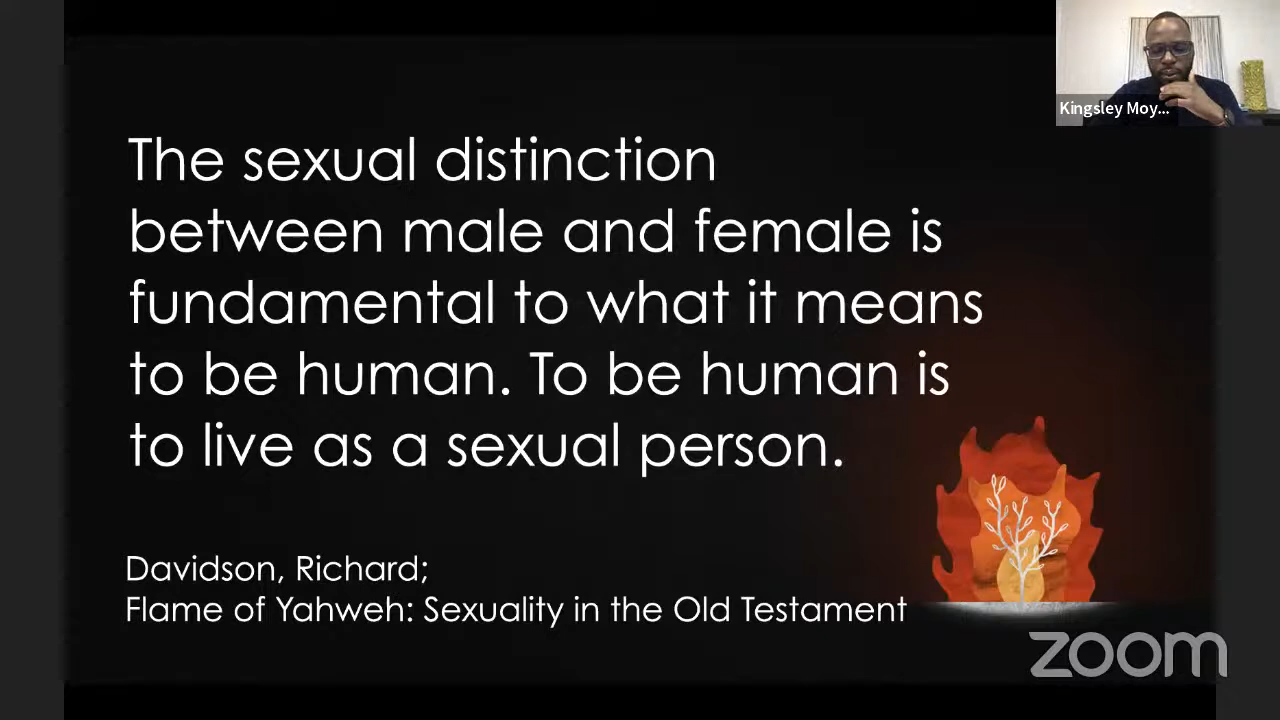 Kingsley Moy...
The sexual distinction
between male and female is
fundamental to what it means
to be human. To be human is
to live as a sexual person.
Davidson, Richard;
Flame of Yahweh: Sexuality in the Old Testament
zoom